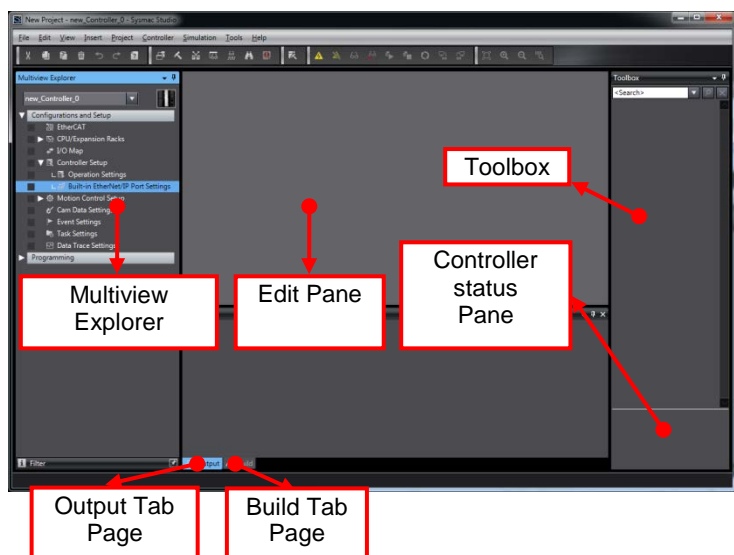 New Project - new_Controller_0 - Sysmac Studio
File Edit View Insert Project Controller Simulation Tools Help
Multiview Explorer
Toolbox
new_Controller_0
<Search>
Configurations and Setup
EtherCAT
CPU/Expansion Racks
I/O Map
Controller Setup
Operation Settings
Built-in EtherNet/IP Port Settings
Motion Control Setup
Cam Data Settings
Event Settings
Task Settings
Data Trace Settings
Programming
Toolbox
Multiview
Explorer
Edit Pane
Controller
status
Pane
Filter
Output Tab
Page
Build Tab
Page